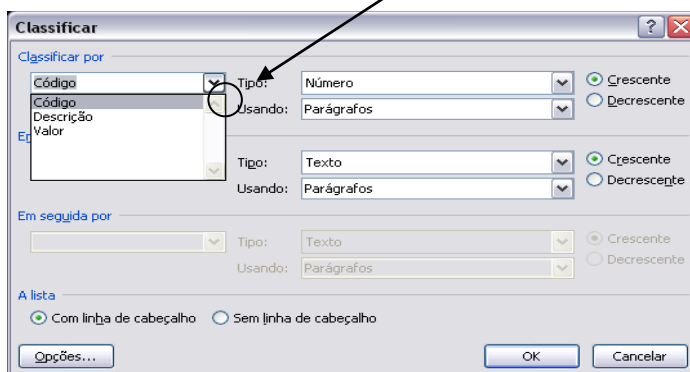 Classificar
Classificar por
Código Tipo: Número Crescente
Código Usando: Parágrafos Decrescente
Descrição
Valor
Tipo: Texto Crescente
Usando: Parágrafos Decrescente
Em seguida por
Tipo: Texto Crescente
Usando: Parágrafos Decrescente
A lista
Com linha de cabeçalho Sem linha de cabeçalho
Opções... OK Cancelar